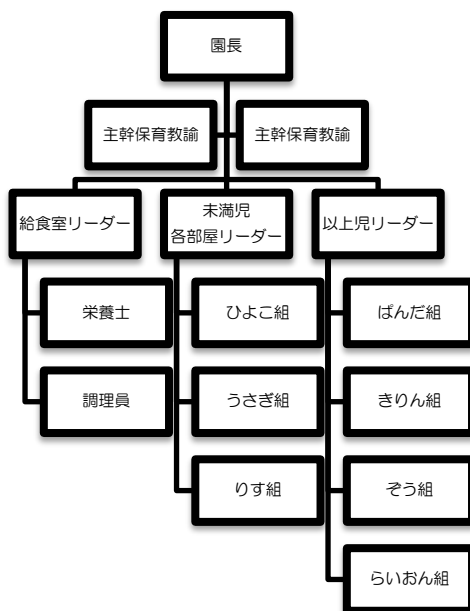 園長
主幹保育教諭
主幹保育教諭
給食室リーダー
未満児
各部屋リーダー
以上児リーダー
栄養士
調理員
ひよこ組
うさぎ組
りす組
ぱんだ組
きりん組
ぞう組
らいおん組